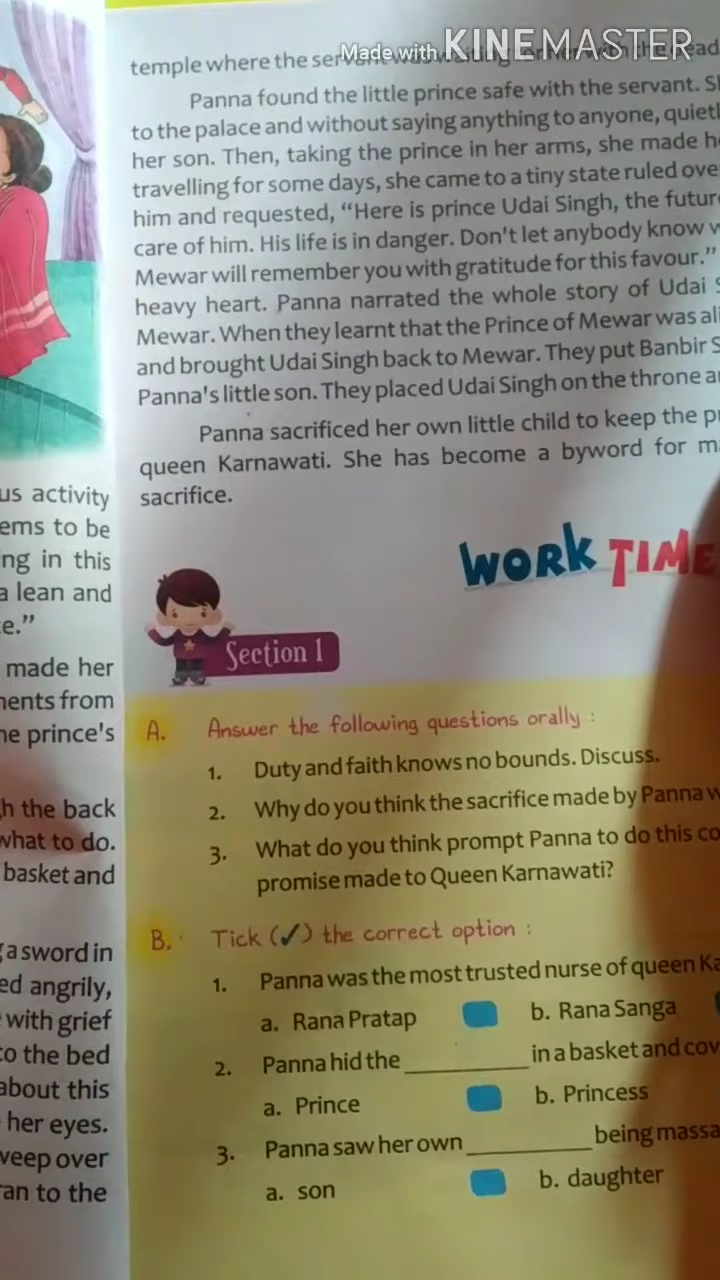 Made with KINEMASTER
temple where the
Panna found the little prince safe with the servant.
to the palace and without saying anything to anyone,
her son. Then, taking the prince in her arms, she made
travelling for some days, she came to a tiny state ruled
him and requested, “Here is prince Udai Singh, the
care of him. His life is in danger. Don't let anybody know
Mewar will remember you with gratitude for this favour.”
heavy heart. Panna narrated the whole story of Udai
Mewar. When they learnt that the Prince of Mewar was
and brought Udai Singh back to Mewar. They put Banbir
Panna's little son. They placed Udai Singh on the throne
Panna sacrificed her own little child to keep the
queen Karnawati. She has become a byword for
sacrifice.
activity
to be
in this
a lean and
made her
from
prince's
the back
what to do.
basket and
a sword in
angrily,
with grief
to the bed
about this
her eyes.
over
to the
WORK TIME
Section 1
A. Answer the following questions orally :
1. Duty and faith knows no bounds. Discuss.
2. Why do you think the sacrifice made by Panna
3. What do you think prompt Panna to do this
promise made to Queen Karnawati?
B. Tick (✓) the correct option :
1. Panna was the most trusted nurse of queen
a. Rana Pratap b. Rana Sanga
2. Panna hid the ________ in a basket and
a. Prince b. Princess
3. Panna saw her own ________ being
a. son b. daughter